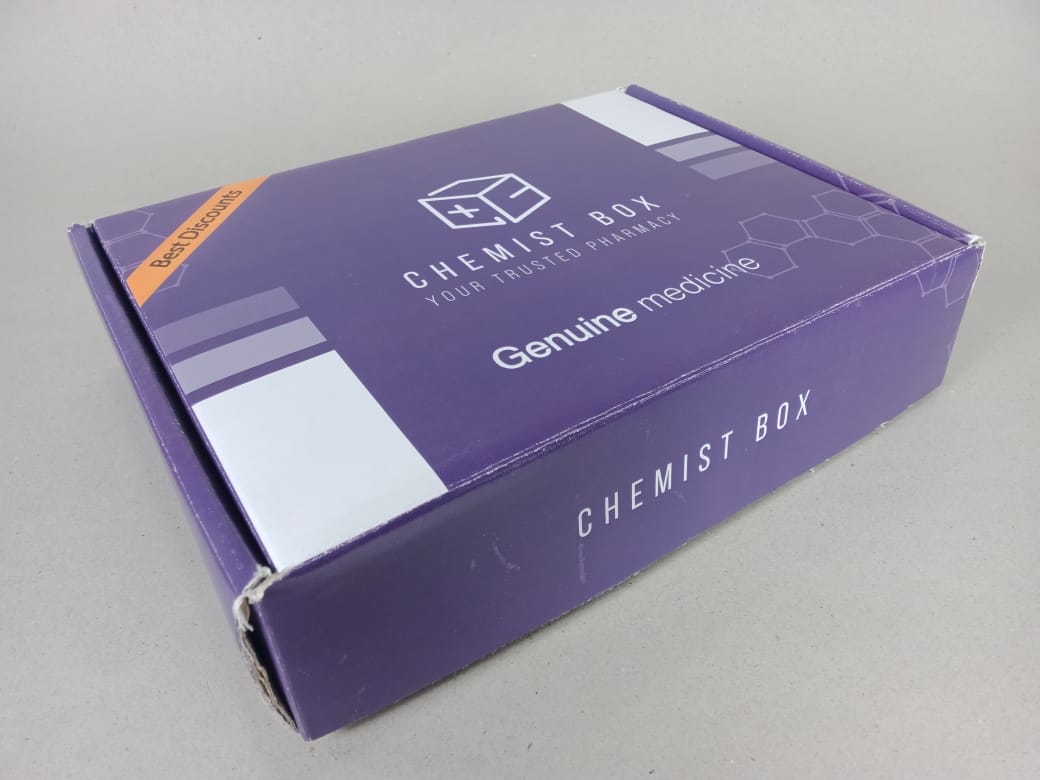 Best Discounts
CHEMIST BOX
YOUR TRUSTED PHARMACY
Genuine medicine
CHEMIST BOX